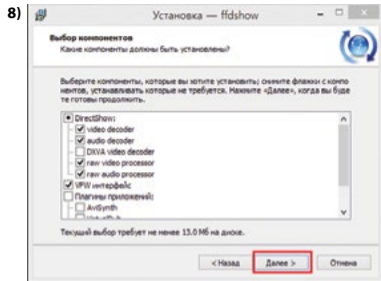 8)
Установка — ffdshow
Выбор компонентов
Какие компоненты должны быть установлены?
Выберите компоненты, которые вы хотите установить; снимите флажки с компо
нентов, устанавливать которые не требуется. Нажмите «Далее», когда вы буде
те готовы продолжить.
DirectShow:
video decoder
audio decoder
DXVA video decoder
raw video processor
raw audio processor
VFW интерфейс
Плагины приложений:
AviSynth
Текущий выбор требует не менее 13.0 Мб на диске.
< Назад Далее > Отмена